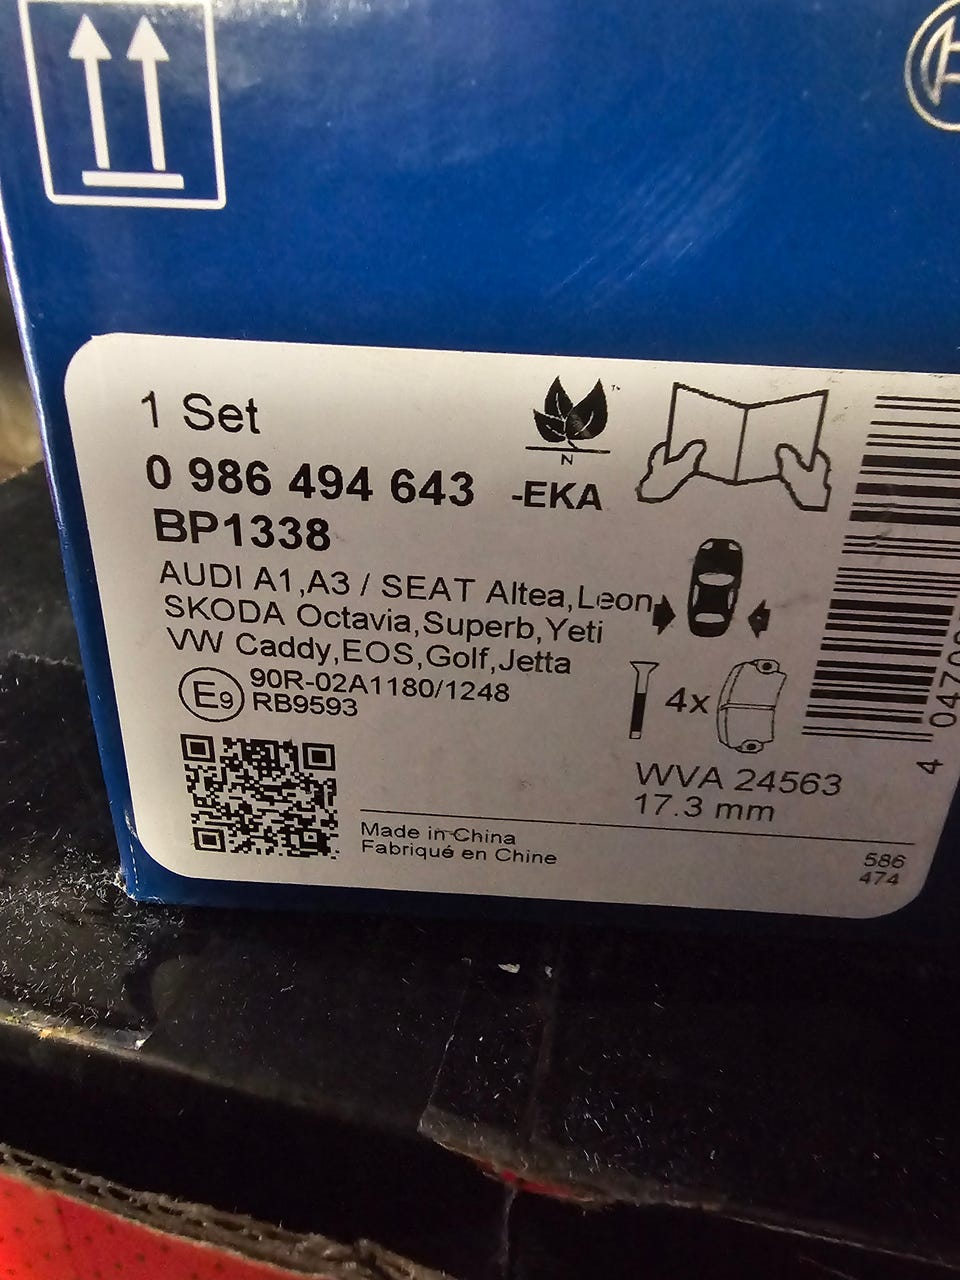 1 Set
0 986 494 643 -EKA
BP1338
AUDI A1,A3 / SEAT Altea,Leon,
SKODA Octavia,Superb,Yeti
VW Caddy,EOS,Golf,Jetta
E9 90R-02A1180/1248
RB9593
N
TM
4x
WVA 24563
17.3 mm
Made in China
Fabriqué en Chine
586
474